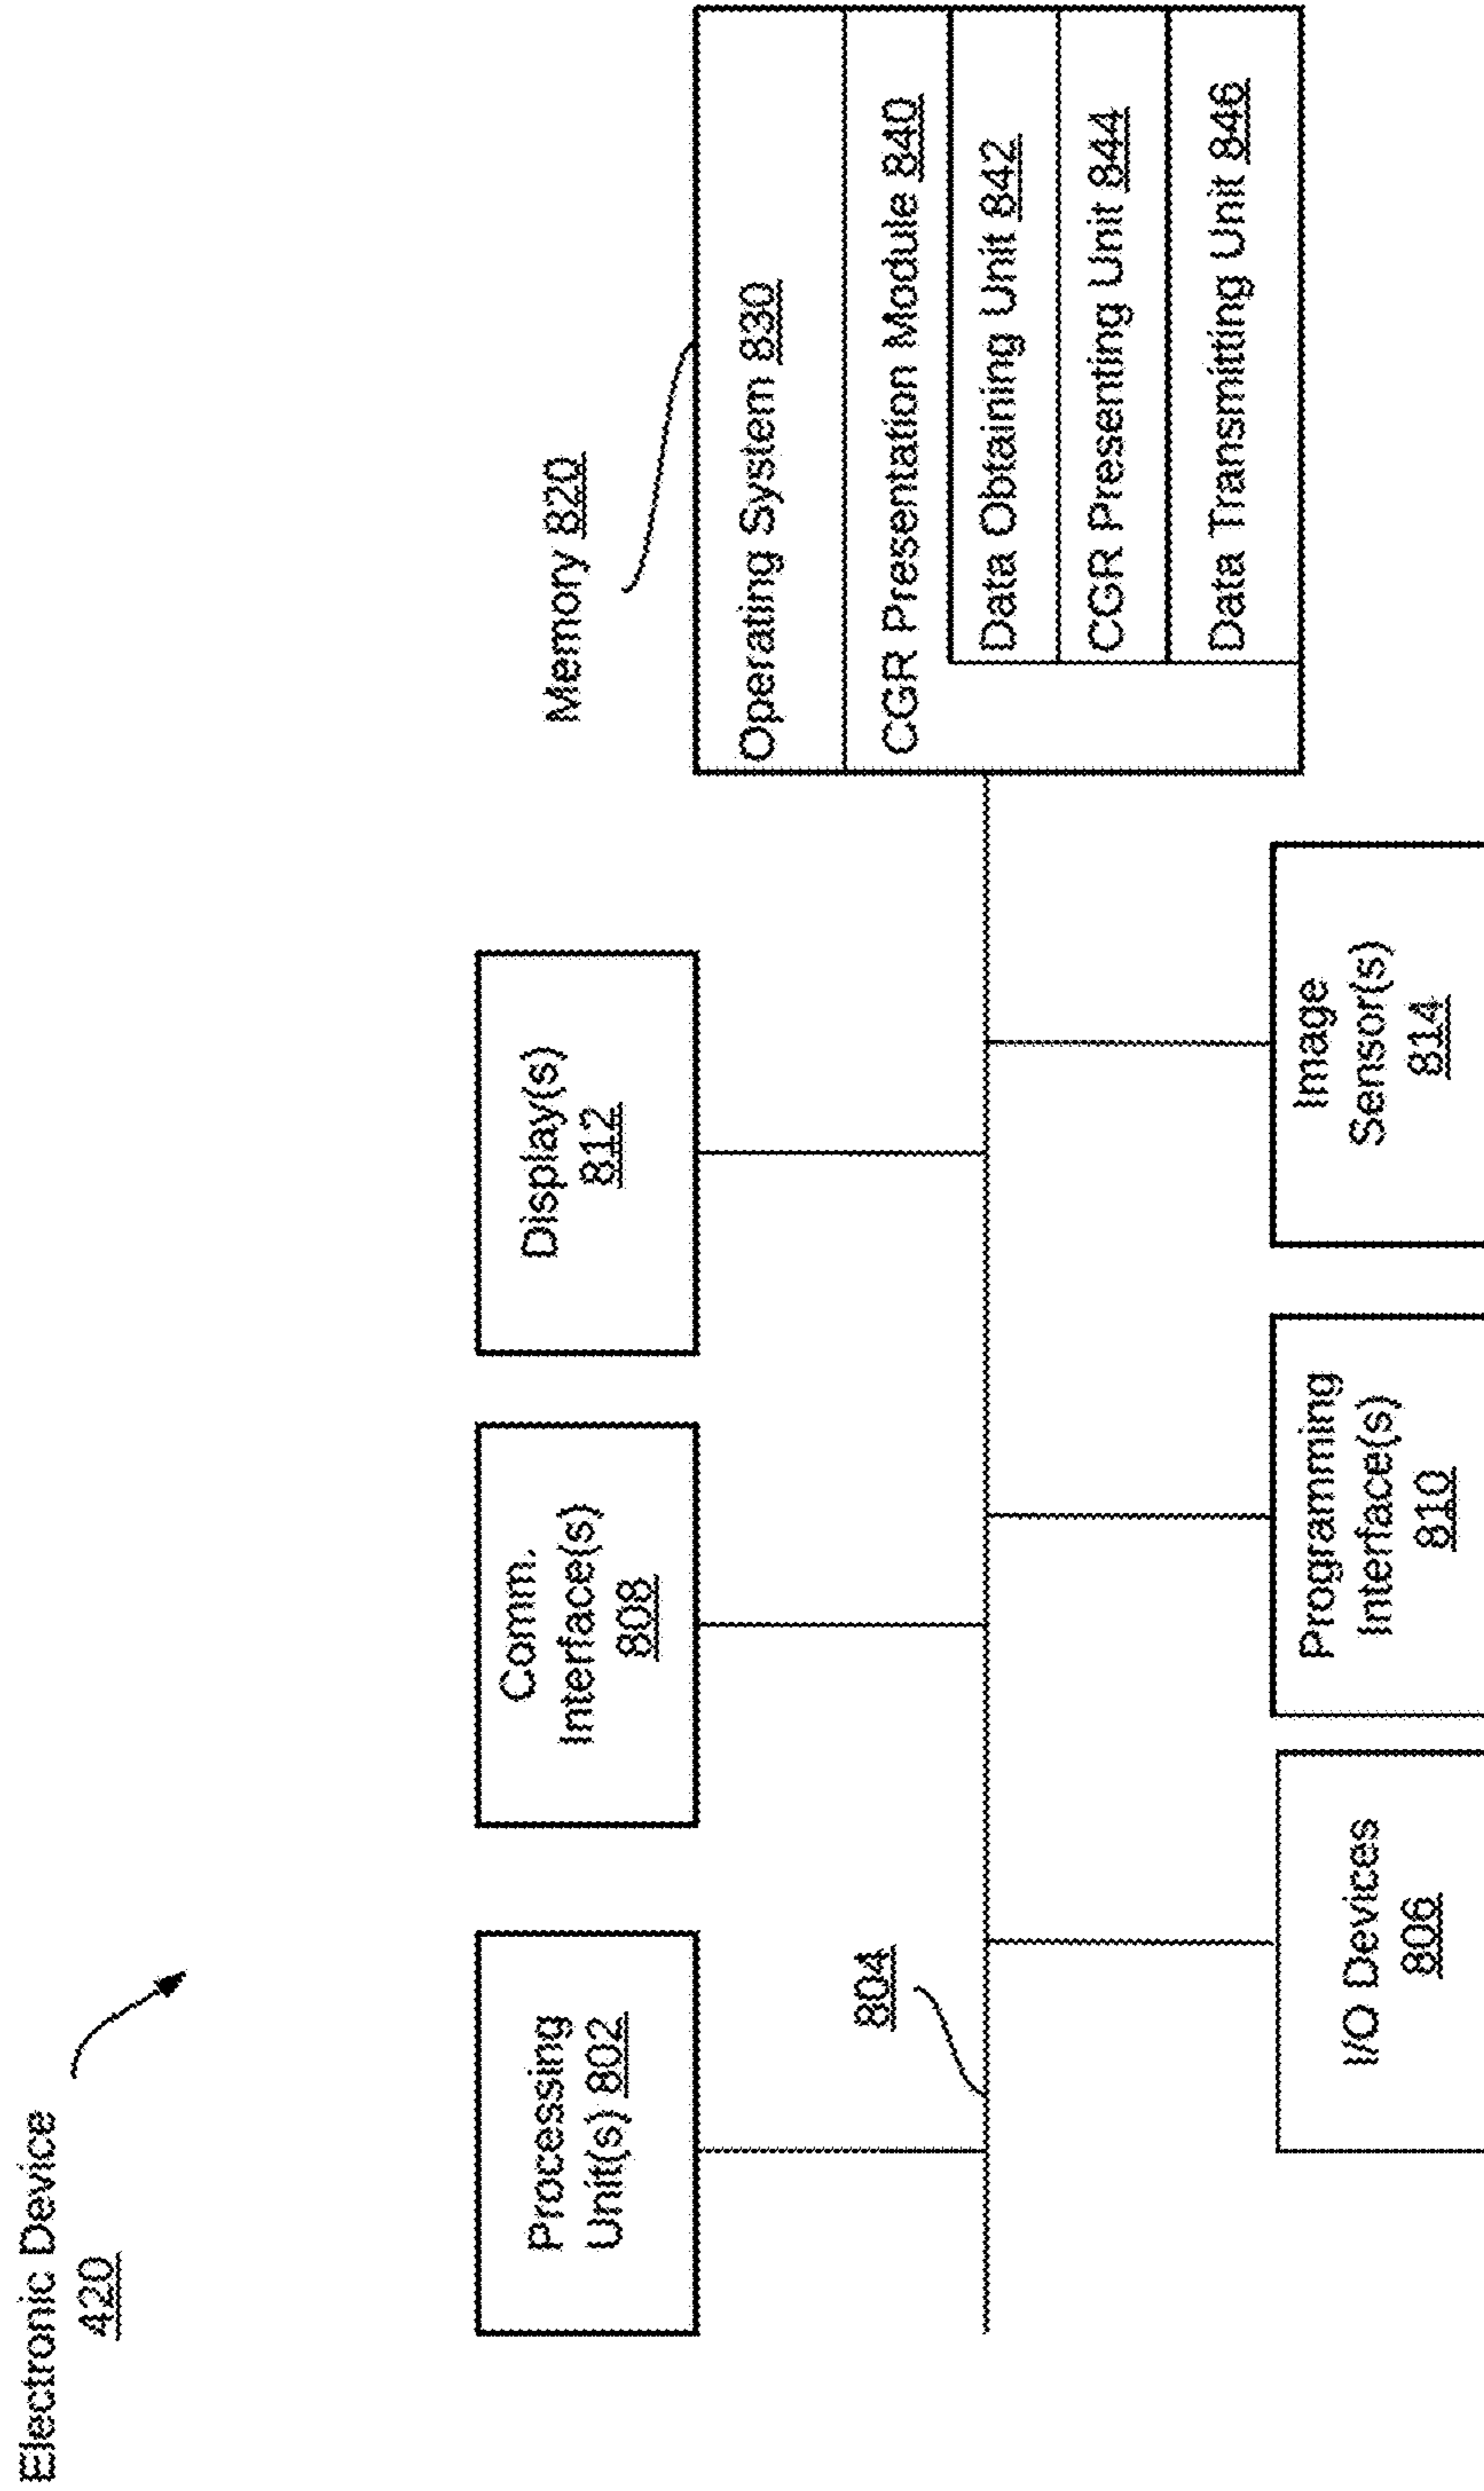 Electronic Device
420
Processing
Unit(s) 802
Comm.
Interface(s)
808
Display(s)
812
Memory 820
Operating System 830
CGR Presentation Module 840
Data Obtaining Unit 842
CGR Presenting Unit 844
Data Transmitting Unit 846
804
I/O Devices
806
Programming
Interface(s)
810
Image
Sensor(s)
814